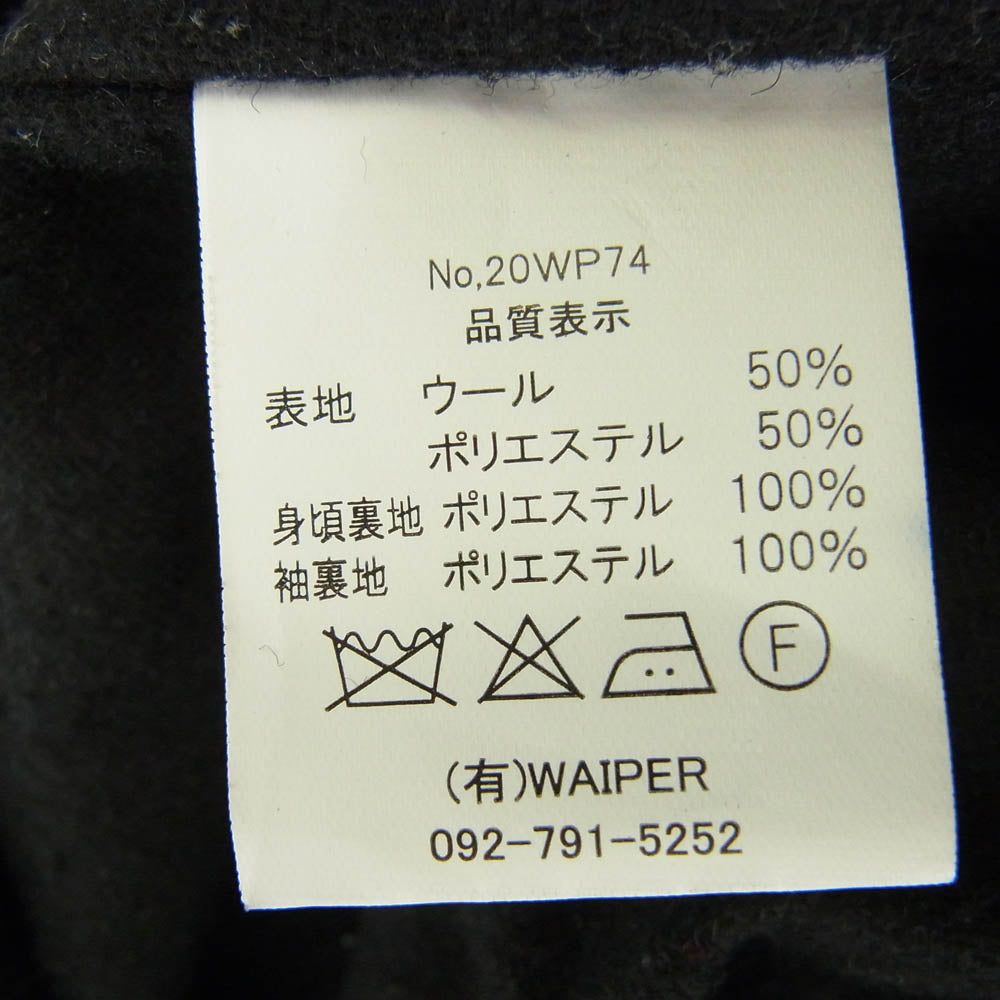 No,20WP74
品質表示
表地 ウール 50%
ポリエステル 50%
身頃裏地 ポリエステル 100%
袖裏地 ポリエステル 100%
F
(有)WAIPER
092-791-5252